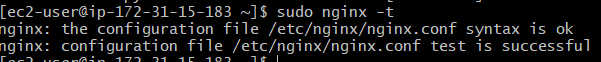 [ec2-user@ip-172-31-15-183 ~]$ sudo nginx -t
nginx: the configuration file /etc/nginx/nginx.conf syntax is ok
nginx: configuration file /etc/nginx/nginx.conf test is successful